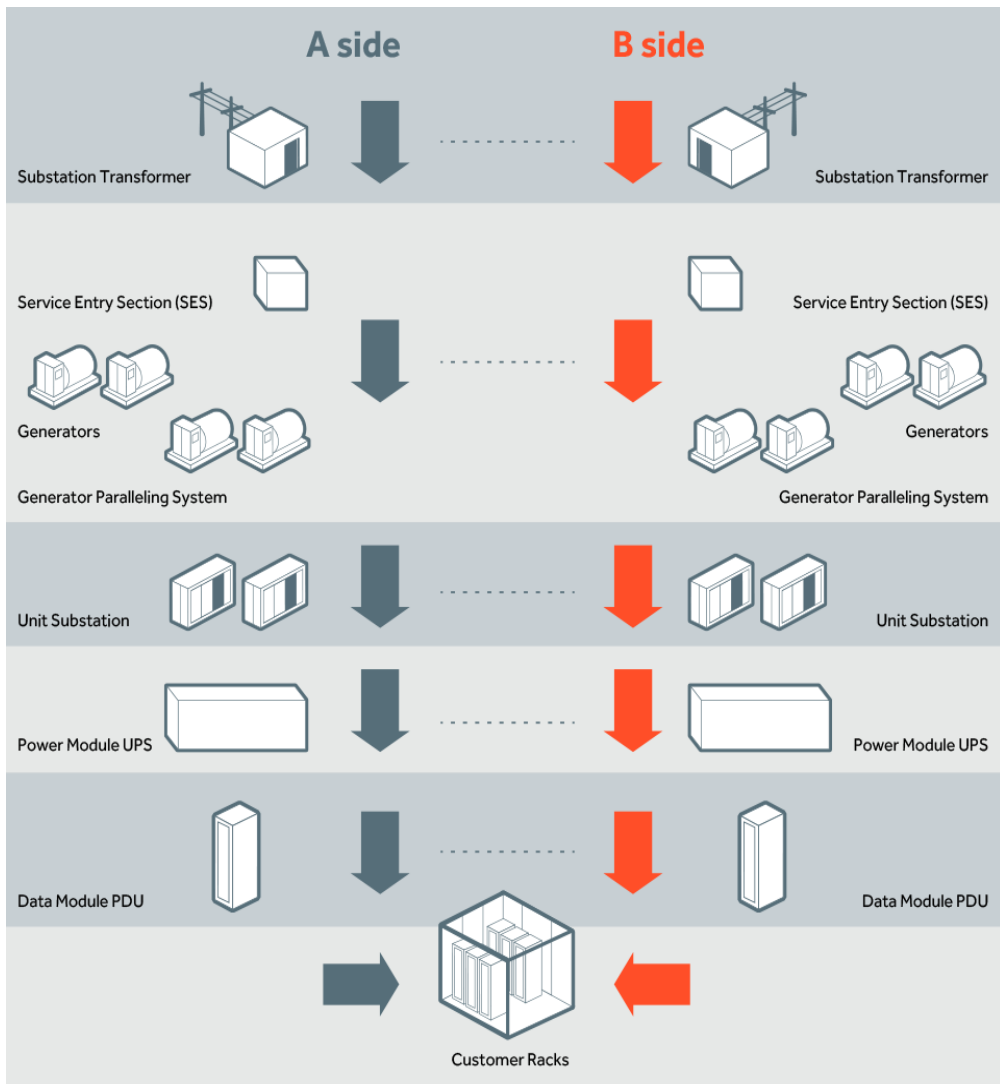 A side
B side
Substation Transformer
Substation Transformer
Service Entry Section (SES)
Service Entry Section (SES)
Generators
Generators
Generator Paralleling System
Generator Paralleling System
Unit Substation
Unit Substation
Power Module UPS
Power Module UPS
Data Module PDU
Data Module PDU
Customer Racks